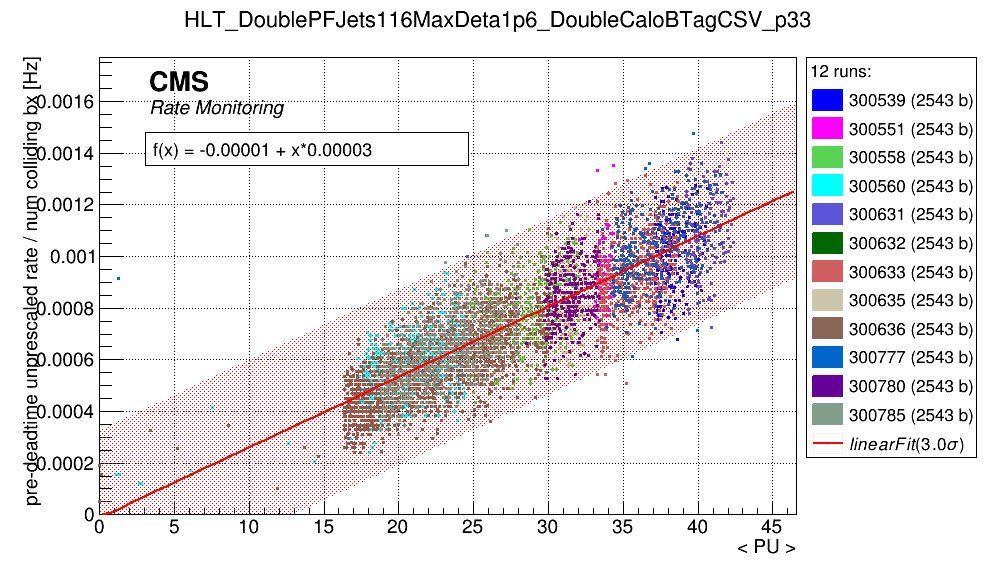 HLT_DoublePFJets116MaxDeta1p6_DoubleCaloBTagCSV_p33
pre-deadtime unprescaled rate / num colliding bx [Hz]
CMS
Rate Monitoring
f(x) = -0.00001 + x*0.00003
0.0016
0.0014
0.0012
0.001
0.0008
0.0006
0.0004
0.0002
0
0 5 10 15 20 25 30 35 40 45
< PU >
12 runs:
300539 (2543 b)
300551 (2543 b)
300558 (2543 b)
300560 (2543 b)
300631 (2543 b)
300632 (2543 b)
300633 (2543 b)
300635 (2543 b)
300636 (2543 b)
300777 (2543 b)
300780 (2543 b)
300785 (2543 b)
linearFit(3.0σ)